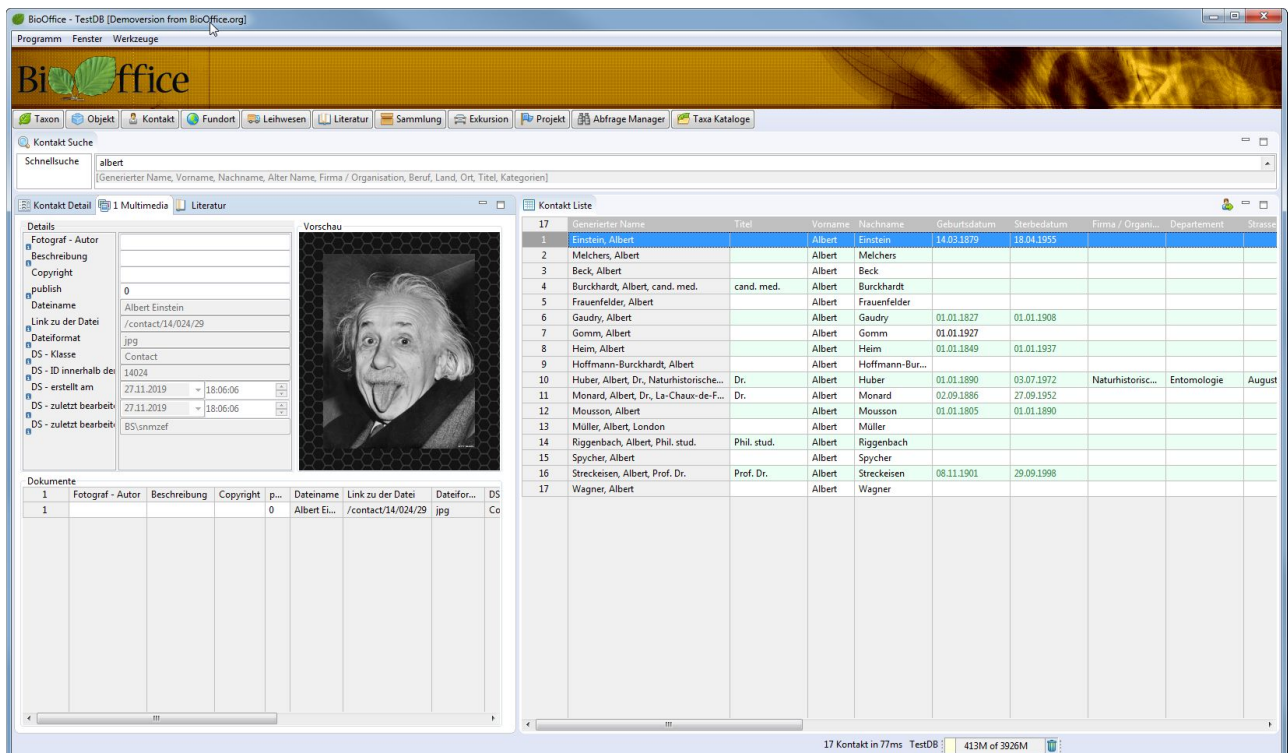 BioOffice - TestDB [Demoversion from BioOffice.org]
Programm Fenster Werkzeuge
BioOffice
Taxon Objekt Kontakt Fundort Leihwesen Literatur Sammlung Exkursion Projekt Abfrage Manager Taxa Kataloge
Kontakt Suche
Schnellsuche albert
[Generierter Name, Vorname, Nachname, Alter Name, Firma / Organisation, Beruf, Land, Ort, Titel, Kategorien]
Kontakt Detail 1 Multimedia Literatur
Details
Fotograf - Autor
Beschreibung
Copyright
publish 0
Dateiname Albert Einstein
Link zu der Datei /contact/14/024/29
Dateiformat jpg
DS - Klasse Contact
DS - ID innerhalb der 14024
DS - erstellt am 27.11.2019 18:06:06
DS - zuletzt bearbeit 27.11.2019 18:06:06
DS - zuletzt bearbeit BS\snmzef
Vorschau
Dokumente
1 Fotograf - Autor Beschreibung Copyright p... Dateiname Link zu der Datei Dateifor... DS
1 0 Albert Ei... /contact/14/024/29 jpg Co
Kontakt Liste
17 Generierter Name Titel Vorname Nachname Geburtsdatum Sterbedatum Firma / Organi... Departement Strasse
1 Einstein, Albert Albert Einstein 14.03.1879 18.04.1955
2 Melchers, Albert Albert Melchers
3 Beck, Albert Albert Beck
4 Burckhardt, Albert, cand. med. cand. med. Albert Burckhardt
5 Frauenfelder, Albert Albert Frauenfelder
6 Gaudry, Albert Albert Gaudry 01.01.1827 01.01.1908
7 Gomm, Albert Albert Gomm 01.01.1927
8 Heim, Albert Albert Heim 01.01.1849 01.01.1937
9 Hoffmann-Burckhardt, Albert Albert Hoffmann-Bur...
10 Huber, Albert, Dr., Naturhistorische... Dr. Albert Huber 01.01.1890 03.07.1972 Naturhistorisc... Entomologie August
11 Monard, Albert, Dr., La-Chaux-de-F... Dr. Albert Monard 02.09.1886 27.09.1952
12 Mousson, Albert Albert Mousson 01.01.1805 01.01.1890
13 Müller, Albert, London Albert Müller
14 Riggenbach, Albert, Phil. stud. Phil. stud. Albert Riggenbach
15 Spycher, Albert Albert Spycher
16 Streckeisen, Albert, Prof. Dr. Prof. Dr. Albert Streckeisen 08.11.1901 29.09.1998
17 Wagner, Albert Albert Wagner
17 Kontakt in 77ms TestDB 413M of 3926M